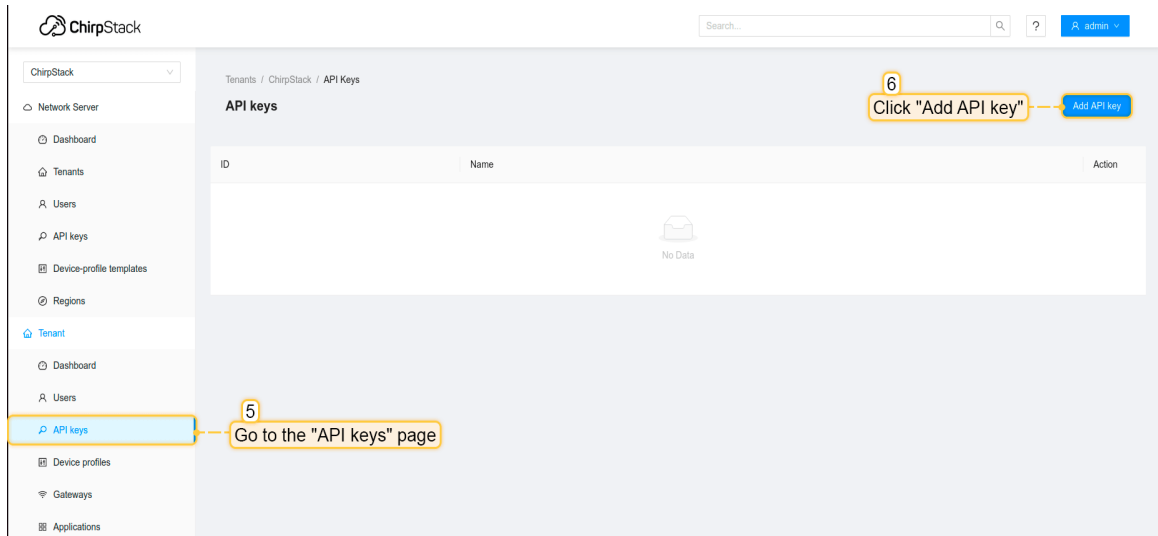 ChirpStack
Search...
?
admin
ChirpStack
Network Server
Dashboard
Tenants
Users
API keys
Device-profile templates
Regions
Tenant
Dashboard
Users
API keys
Device profiles
Gateways
Applications
Tenants / ChirpStack / API Keys
API keys
6
Click "Add API key"
Add API key
ID Name Action
No Data
5
Go to the "API keys" page